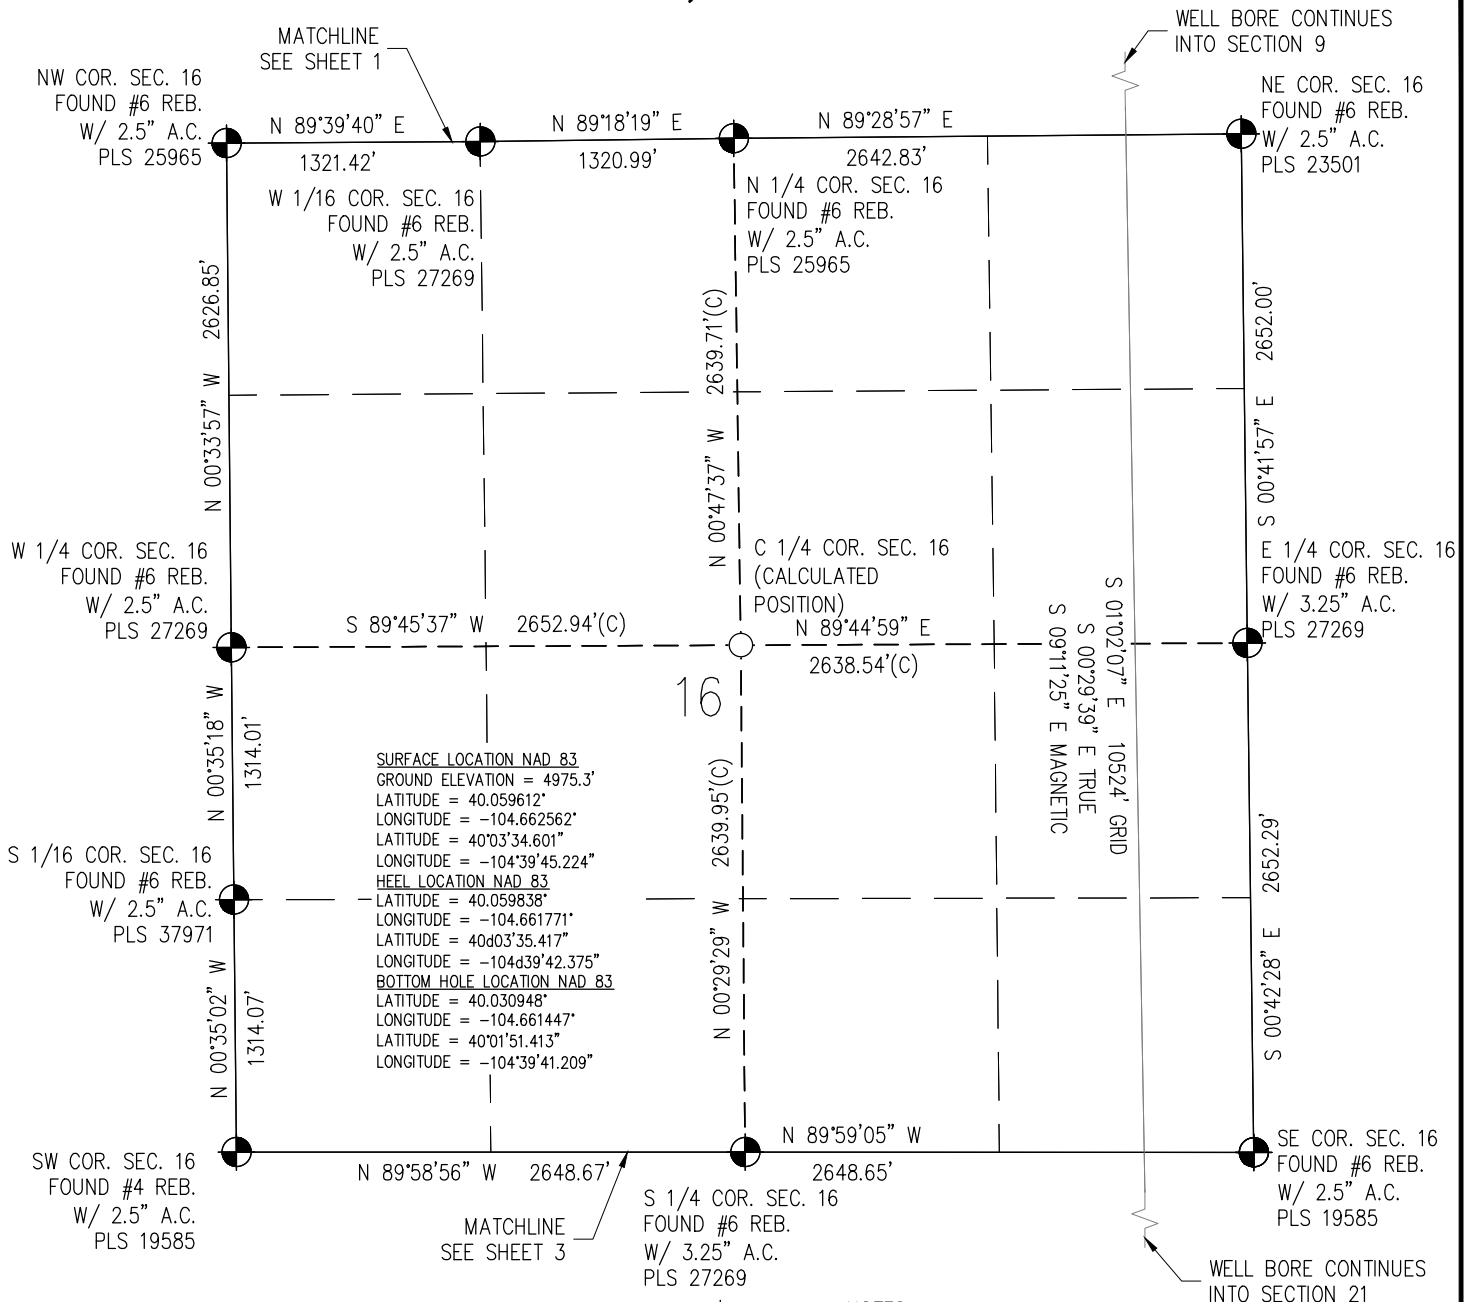 WELL BORE CONTINUES
INTO SECTION 9
MATCHLINE
SEE SHEET 1
NW COR. SEC. 16
FOUND #6 REB.
W/ 2.5" A.C.
PLS 25965
N 89°39'40" E
1321.42'
N 89°18'19" E
1320.99'
N 89°28'57" E
2642.83'
NE COR. SEC. 16
FOUND #6 REB.
W/ 2.5" A.C.
PLS 23501
W 1/16 COR. SEC. 16
FOUND #6 REB.
W/ 2.5" A.C.
PLS 27269
N 1/4 COR. SEC. 16
FOUND #6 REB.
W/ 2.5" A.C.
PLS 25965
N 00°33'57" W 2626.85'
N 00°47'37" W 2639.71'(C)
S 00°41'57" E 2652.00'
W 1/4 COR. SEC. 16
FOUND #6 REB.
W/ 2.5" A.C.
PLS 27269
C 1/4 COR. SEC. 16
(CALCULATED
POSITION)
E 1/4 COR. SEC. 16
FOUND #6 REB.
W/ 3.25" A.C.
PLS 27269
S 89°45'37" W 2652.94'(C)
N 89°44'59" E
2638.54'(C)
16
S 01°02'07" E 10524' GRID
S 00°29'39" E TRUE
S 09°11'25" E MAGNETIC
N 00°35'18" W
1314.01'
SURFACE LOCATION NAD 83
GROUND ELEVATION = 4975.3'
LATITUDE = 40.059612°
LONGITUDE = -104.662562°
LATITUDE = 40°03'34.601"
LONGITUDE = -104°39'45.224"
HEEL LOCATION NAD 83
LATITUDE = 40.059838°
LONGITUDE = -104.661771°
LATITUDE = 40d03'35.417"
LONGITUDE = -104d39'42.375"
BOTTOM HOLE LOCATION NAD 83
LATITUDE = 40.030948°
LONGITUDE = -104.661447°
LATITUDE = 40°01'51.413"
LONGITUDE = -104°39'41.209"
N 00°29'29" W 2639.95'(C)
S 00°42'28" E 2652.29'
S 1/16 COR. SEC. 16
FOUND #6 REB.
W/ 2.5" A.C.
PLS 37971
N 00°35'02" W
1314.07'
SW COR. SEC. 16
FOUND #4 REB.
W/ 2.5" A.C.
PLS 19585
N 89°58'56" W 2648.67'
N 89°59'05" W
2648.65'
SE COR. SEC. 16
FOUND #6 REB.
W/ 2.5" A.C.
PLS 19585
MATCHLINE
SEE SHEET 3
S 1/4 COR. SEC. 16
FOUND #6 REB.
W/ 3.25" A.C.
PLS 27269
WELL BORE CONTINUES
INTO SECTION 21